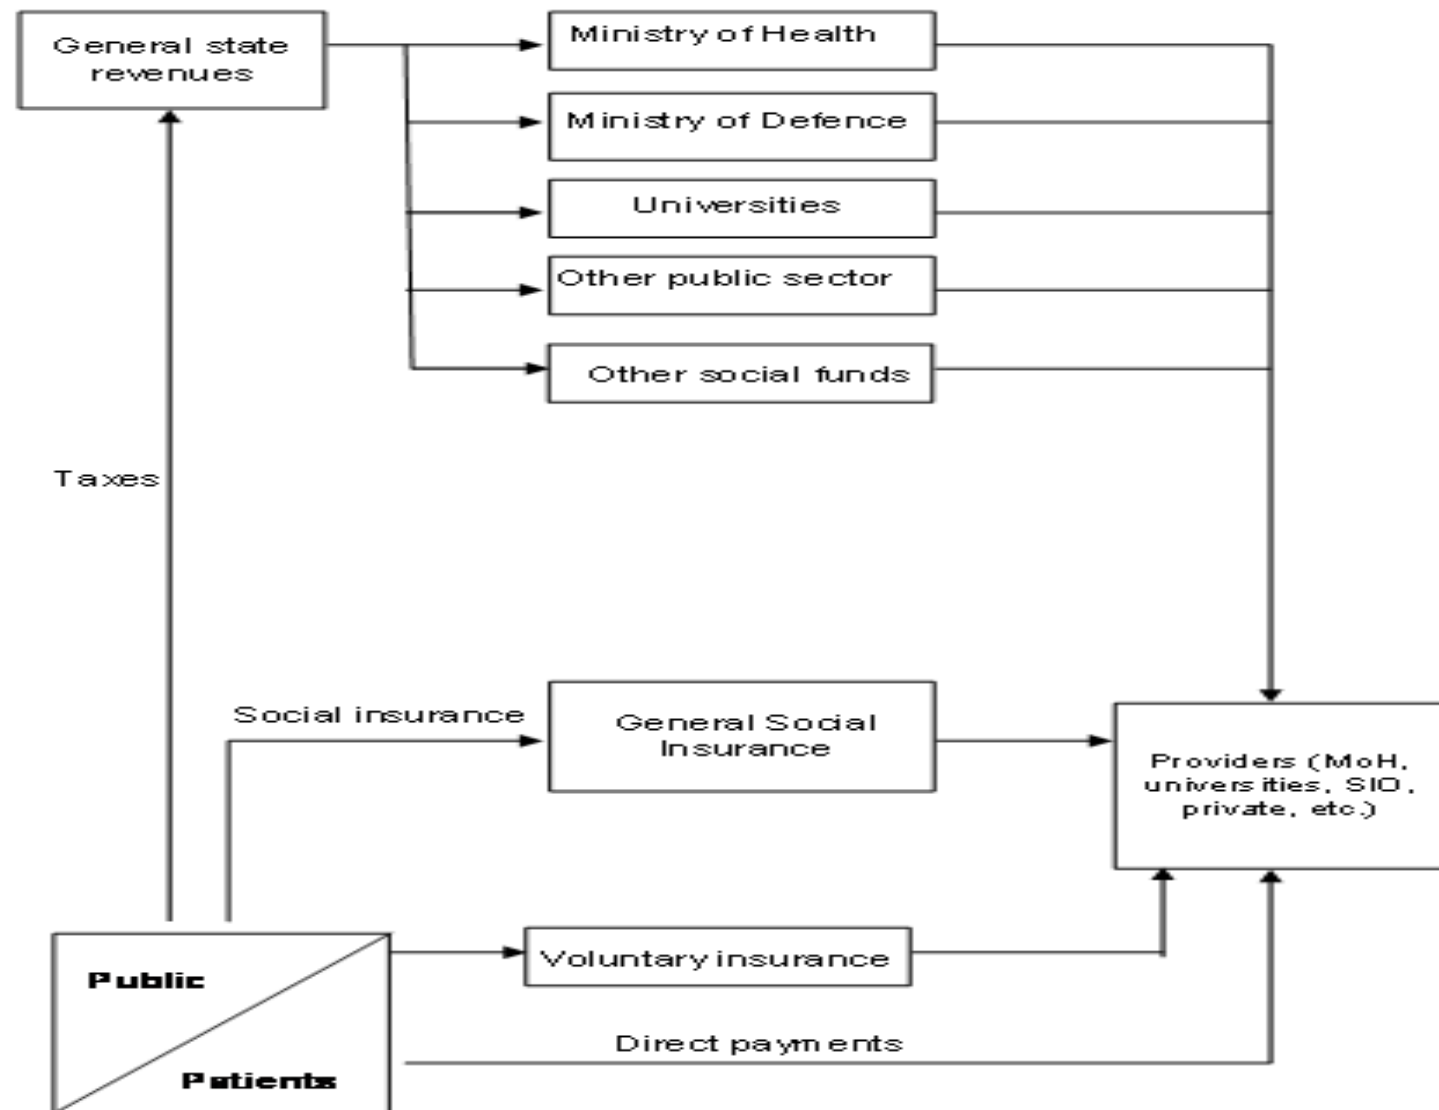 General state
revenues
Ministry of Health
Ministry of Defence
Universities
Other public sector
Other social funds
Taxes
Social insurance
General Social
Insurance
Providers (MoH,
universities, SIO,
private, etc.)
Public
Patients
Voluntary insurance
Direct payments